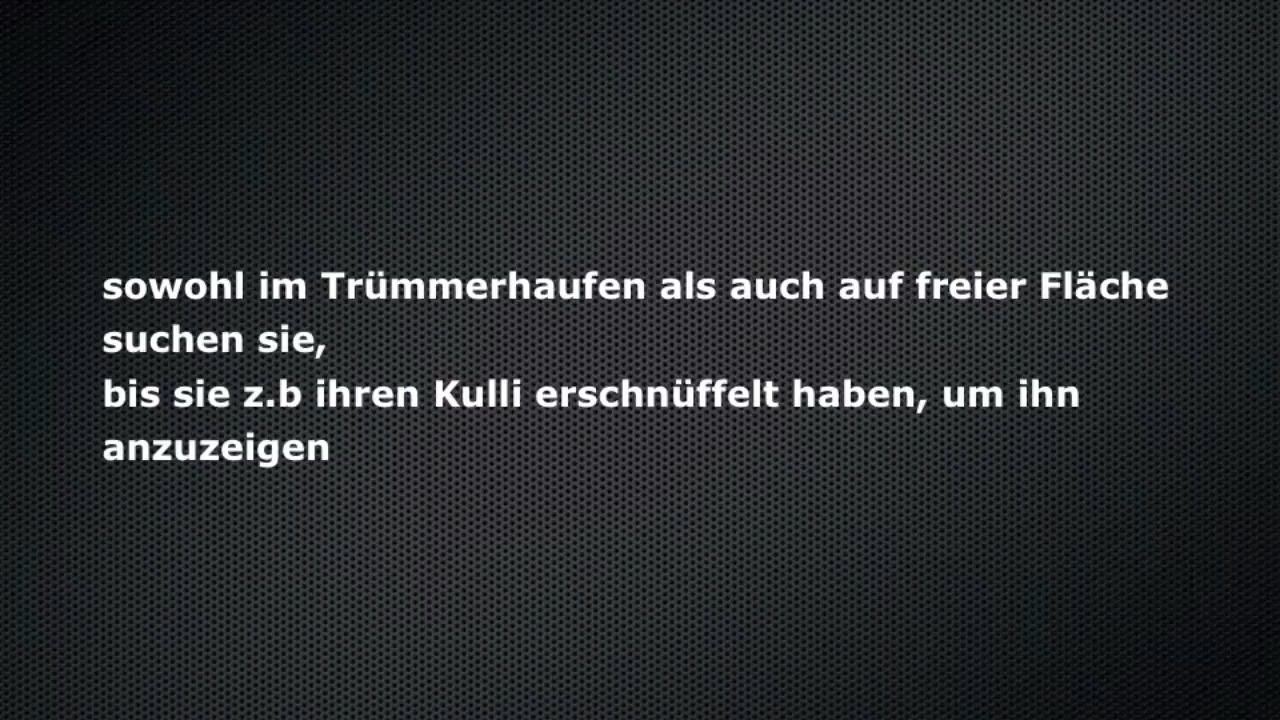 sowohl im Trümmerhaufen als auch auf freier Fläche
suchen sie,
bis sie z.b ihren Kulli erschnüffelt haben, um ihn
anzuzeigen